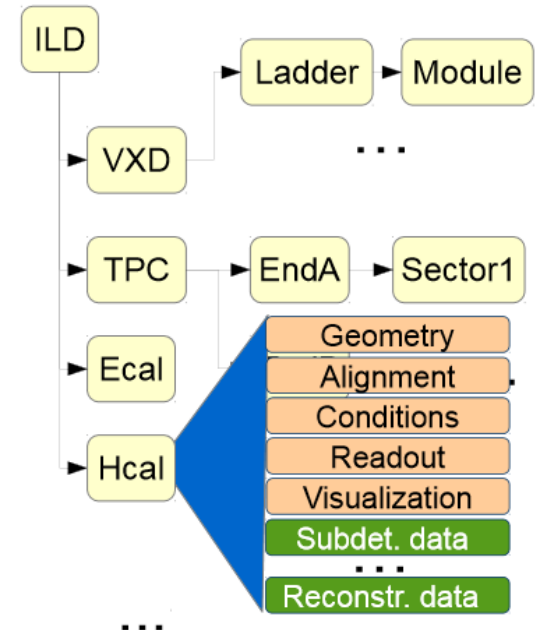 ILD
Ladder
Module
...
VXD
TPC
EndA
Sector1
Geometry
Ecal
Alignment
Conditions
Hcal
Readout
Visualization
Subdet. data
...
Reconstr. data
...